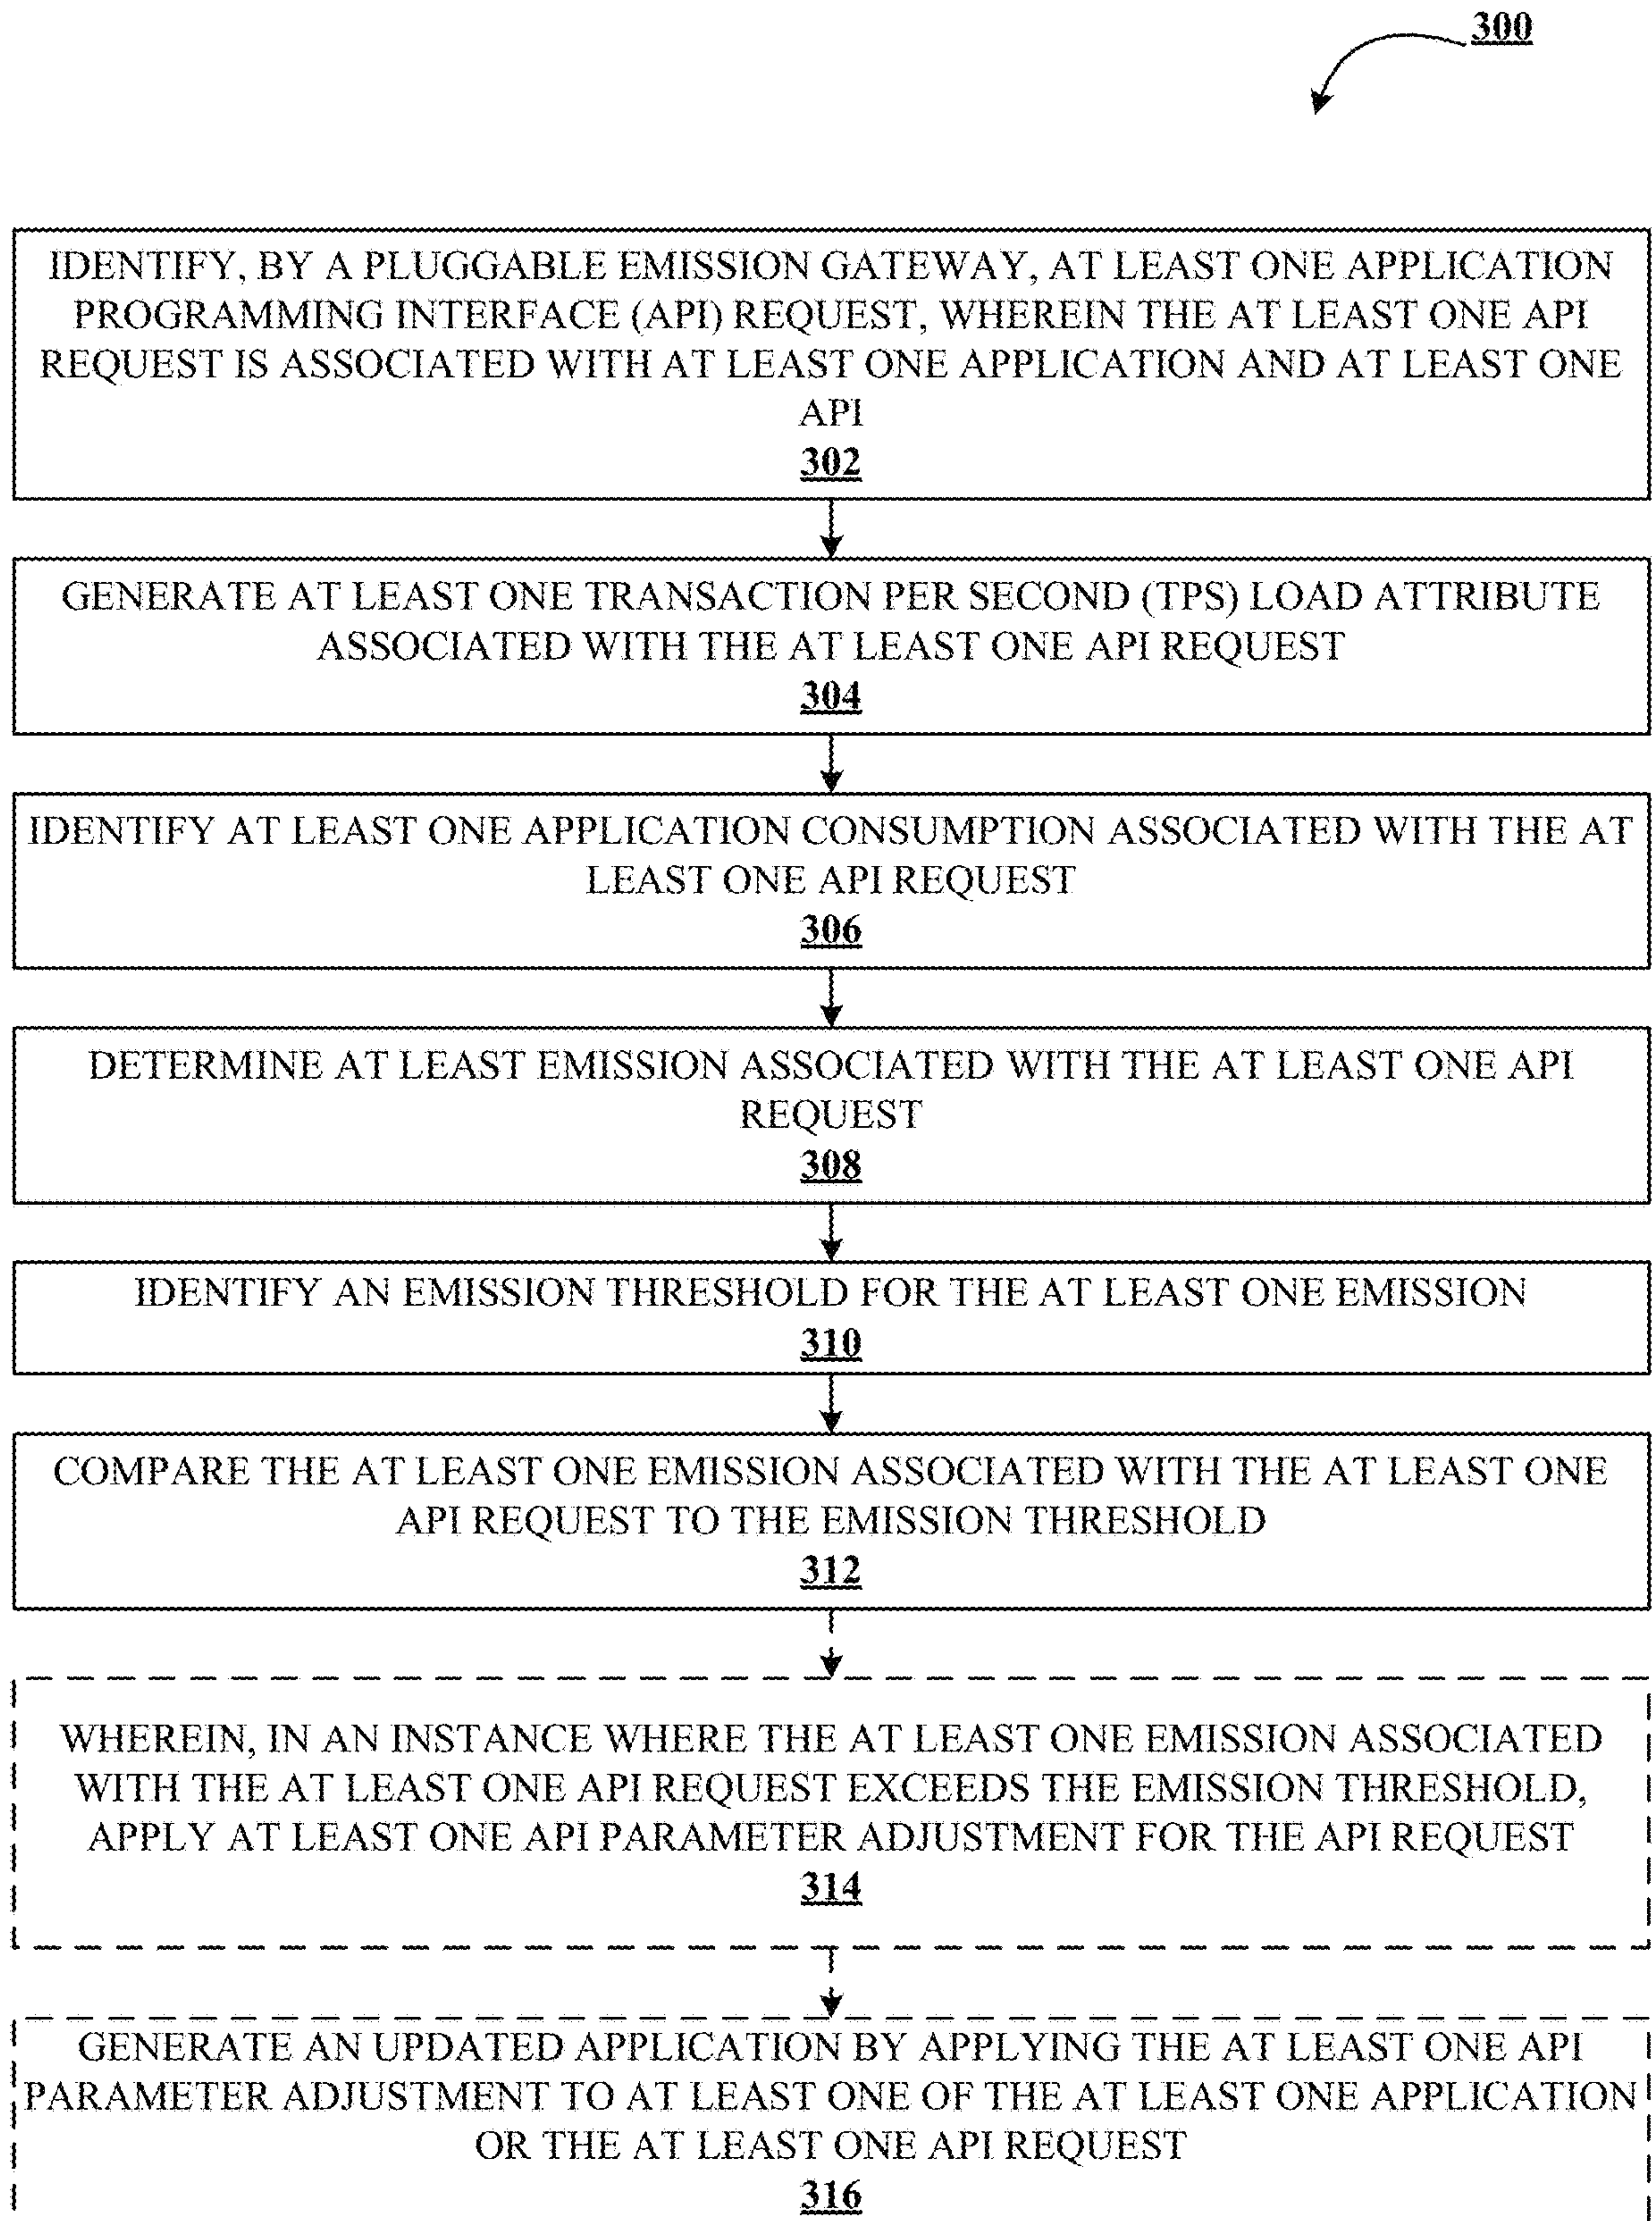 300
IDENTIFY, BY A PLUGGABLE EMISSION GATEWAY, AT LEAST ONE APPLICATION
PROGRAMMING INTERFACE (API) REQUEST, WHEREIN THE AT LEAST ONE API
REQUEST IS ASSOCIATED WITH AT LEAST ONE APPLICATION AND AT LEAST ONE
API
302
GENERATE AT LEAST ONE TRANSACTION PER SECOND (TPS) LOAD ATTRIBUTE
ASSOCIATED WITH THE AT LEAST ONE API REQUEST
304
IDENTIFY AT LEAST ONE APPLICATION CONSUMPTION ASSOCIATED WITH THE AT
LEAST ONE API REQUEST
306
DETERMINE AT LEAST EMISSION ASSOCIATED WITH THE AT LEAST ONE API
REQUEST
308
IDENTIFY AN EMISSION THRESHOLD FOR THE AT LEAST ONE EMISSION
310
COMPARE THE AT LEAST ONE EMISSION ASSOCIATED WITH THE AT LEAST ONE
API REQUEST TO THE EMISSION THRESHOLD
312
WHEREIN, IN AN INSTANCE WHERE THE AT LEAST ONE EMISSION ASSOCIATED
WITH THE AT LEAST ONE API REQUEST EXCEEDS THE EMISSION THRESHOLD,
APPLY AT LEAST ONE API PARAMETER ADJUSTMENT FOR THE API REQUEST
314
GENERATE AN UPDATED APPLICATION BY APPLYING THE AT LEAST ONE API
PARAMETER ADJUSTMENT TO AT LEAST ONE OF THE AT LEAST ONE APPLICATION
OR THE AT LEAST ONE API REQUEST
316